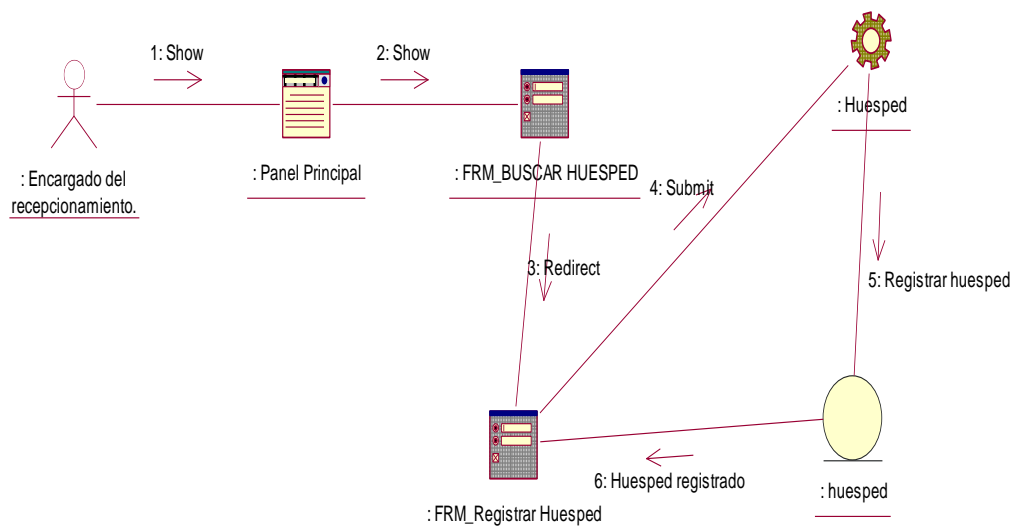 1: Show
2: Show
: Huesped
: Encargado del
recepcionamiento.
: Panel Principal
: FRM_BUSCAR HUESPED
4: Submit
3: Redirect
5: Registrar huesped
6: Huesped registrado
: huesped
: FRM_Registrar Huesped